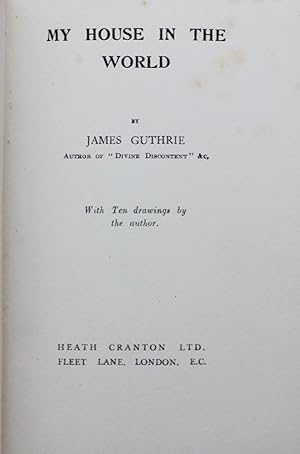 MY HOUSE IN THE
WORLD
BY
JAMES GUTHRIE
AUTHOR OF "DIVINE DISCONTENT" &C,
With Ten drawings by
the author.
HEATH CRANTON LTD.
FLEET LANE, LONDON, E.C.